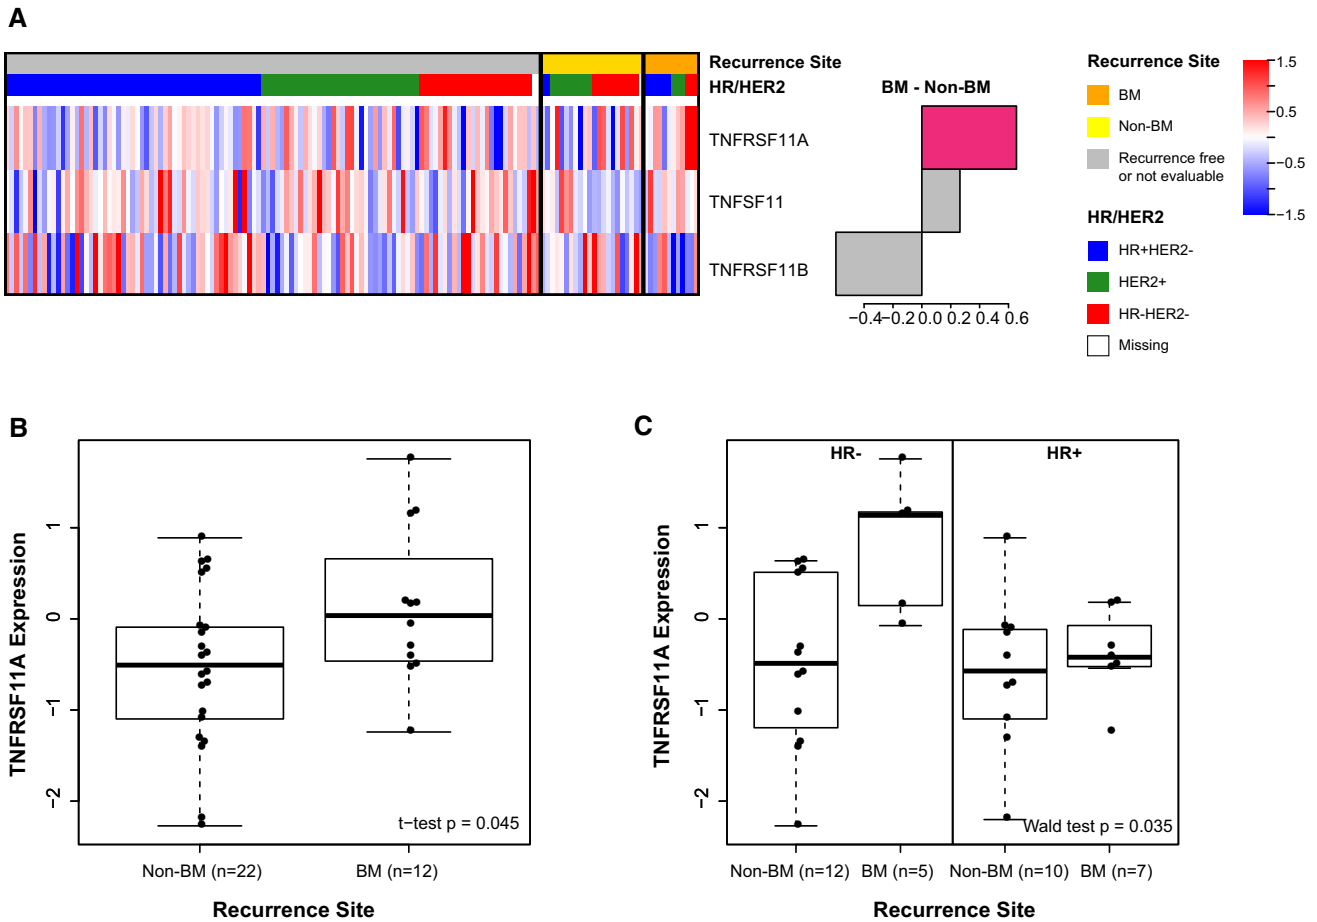 A
Recurrence Site
HR/HER2
BM - Non-BM
TNFRSF11A
TNFSF11
TNFRSF11B
−0.4 −0.2 0.0 0.2 0.4 0.6
Recurrence Site
BM
Non-BM
Recurrence free
or not evaluable
HR/HER2
HR+HER2-
HER2+
HR-HER2-
Missing
1.5
0.5
−0.5
−1.5
B
TNFRSF11A Expression
1
0
−1
−2
t−test p = 0.045
Non-BM (n=22)
BM (n=12)
Recurrence Site
C
HR-
HR+
TNFRSF11A Expression
1
0
−1
−2
Wald test p = 0.035
Non-BM (n=12)
BM (n=5)
Non-BM (n=10)
BM (n=7)
Recurrence Site